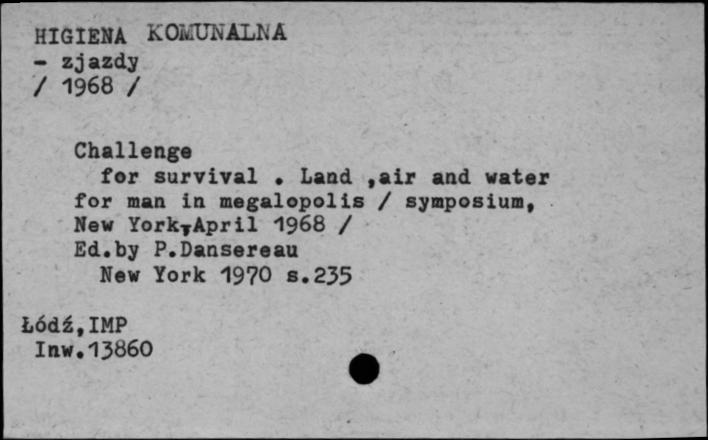 HIGIENA KOMUNALNA
- zjazdy
/ 1968 /
Challenge
for survival . Land ,air and water
for man in megalopolis / symposium,
New York,April 1968 /
Ed.by P.Dansereau
New York 1970 s.235
Łódź,IMP
Inw.13860